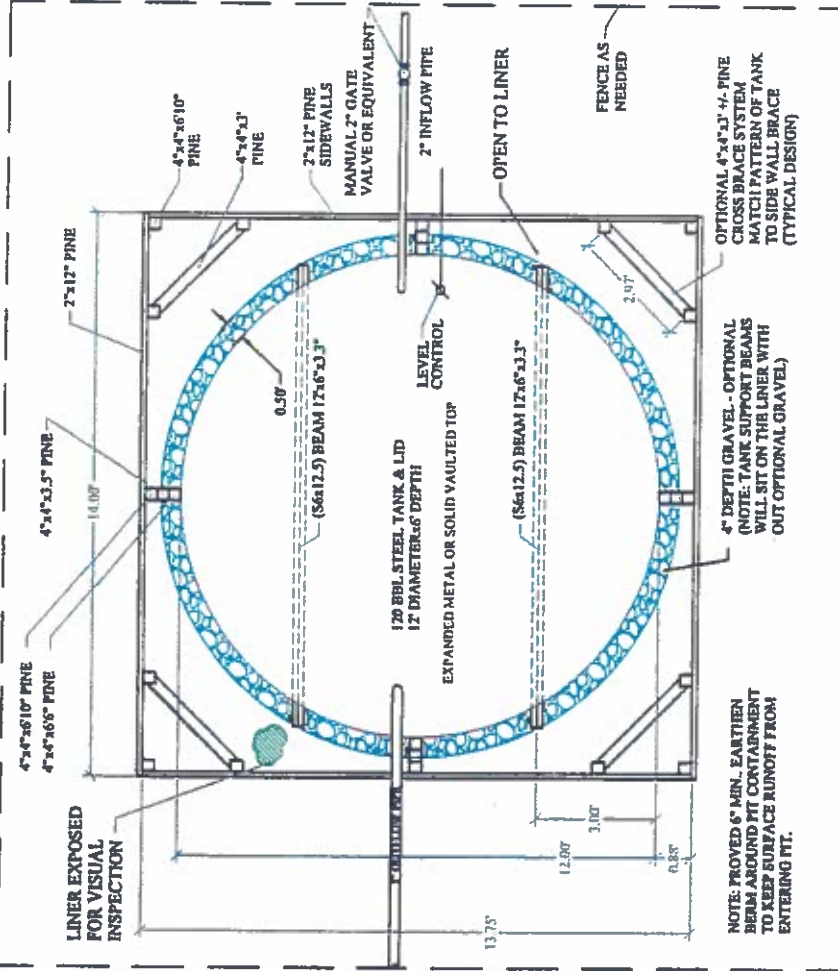 4"x4"x6'10" PINE
4"x4"x6'6" PINE
4"x4"x3.5" PINE
2"x12" PINE
4"x4"x6'10"
PINE
4"x4"x3'
PINE
2"x12" PINE
SIDEWALLS
MANUAL 2" GATE
VALVE OR EQUIVALENT
2" INFLOW PIPE
OPEN TO LINER
FENCE AS
NEEDED
OPTIONAL 4"x4"x3' +/- PINE
CROSS BRACE SYSTEM
MATCH PATTERN OF TANK
TO SIDE WALL BRACE
(TYPICAL DESIGN)
LINER EXPOSED
FOR VISUAL
INSPECTION
14.00'
0.50'
(S6x12.5) BEAM 12'x6"x3.3"
LEVEL
CONTROL
120 BBL STEEL TANK & LID
12' DIAMETERx6' DEPTH
EXPANDED METAL OR SOLID VAULTED TOP
(S6x12.5) BEAM 12'x6"x3.3"
2.97'
13.75'
12.00'
3.00'
0.88'
4" DEPTH GRAVEL - OPTIONAL
(NOTE: TANK SUPPORT BEAMS
WILL SIT ON THE LINER WITH
OUT OPTIONAL GRAVEL)
NOTE: PROVED 6" MIN., EARTHEN
BERM AROUND PIT CONTAINMENT
TO KEEP SURFACE RUNOFF FROM
ENTERING PIT.